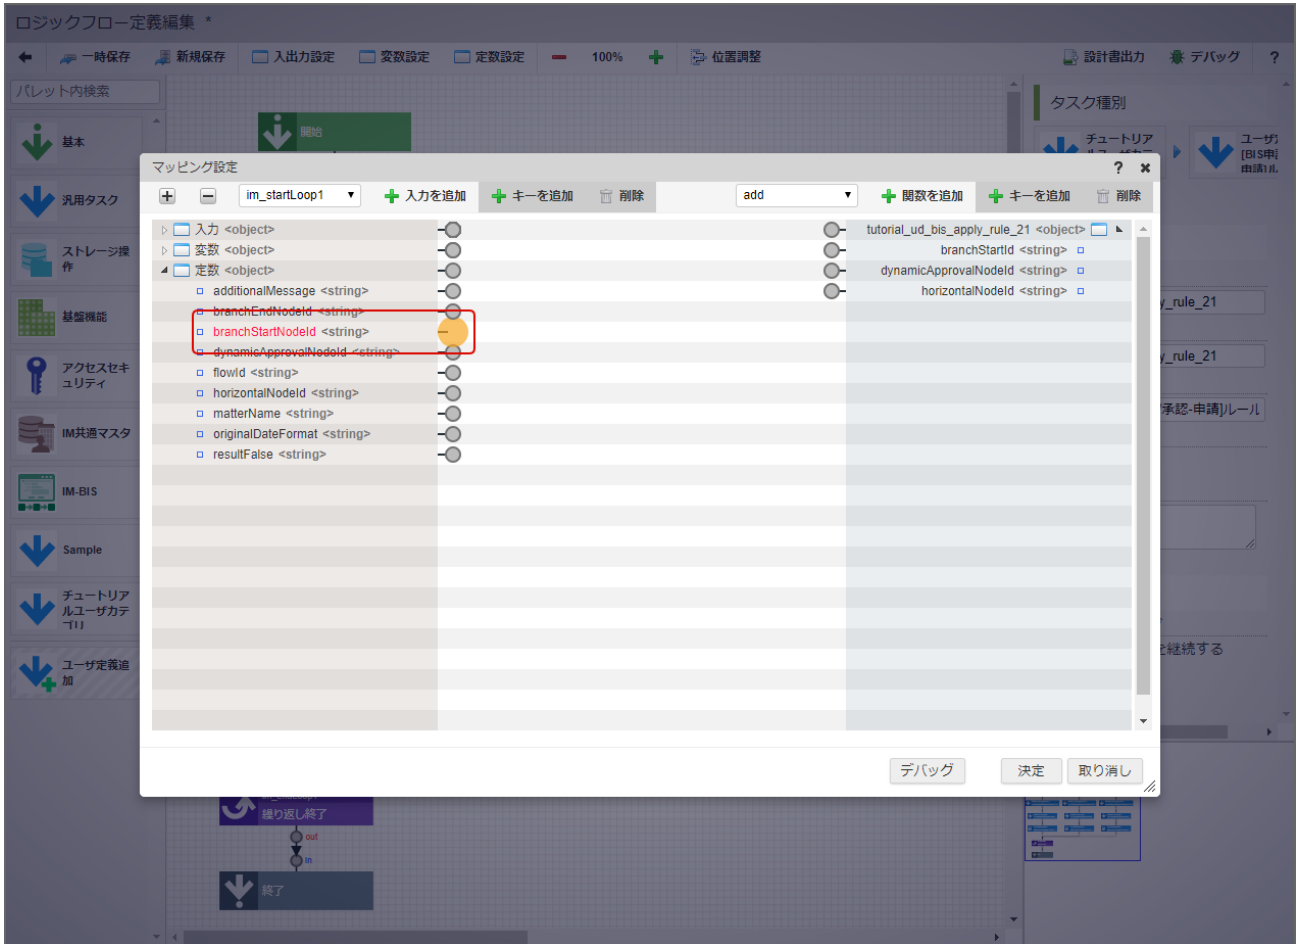 ロジックフロー定義編集 *
一時保存 新規保存 入出力設定 変数設定 定数設定 100% 位置調整 設計書出力 デバッグ ?
パレット内検索
基本
汎用タスク
ストレージ操
作
基盤機能
アクセスセキ
ュリティ
IM共通マスタ
IM-BIS
Sample
チュートリア
ルユーザカテ
ゴリ
ユーザ定義追
加
開始
タスク種別
チュートリア
ユーザ
[BIS申
申請)ル
マッピング設定 ?
im_startLoop1 入力を追加 キーを追加 削除 add 関数を追加 キーを追加 削除
入力 <object>
変数 <object>
定数 <object>
additionalMessage <string>
branchEndNodeId <string>
branchStartNodeId <string>
dynamicApprovalNodeId <string>
flowId <string>
horizontalNodeId <string>
matterName <string>
originalDateFormat <string>
resultFalse <string>
tutorial_ud_bis_apply_rule_21 <object>
branchStartId <string>
dynamicApprovalNodeId <string>
horizontalNodeId <string>
y_rule_21
y_rule_21
承認-申請]ルール
を継続する
デバッグ 決定 取り消し
繰り返し終了
out
in
終了